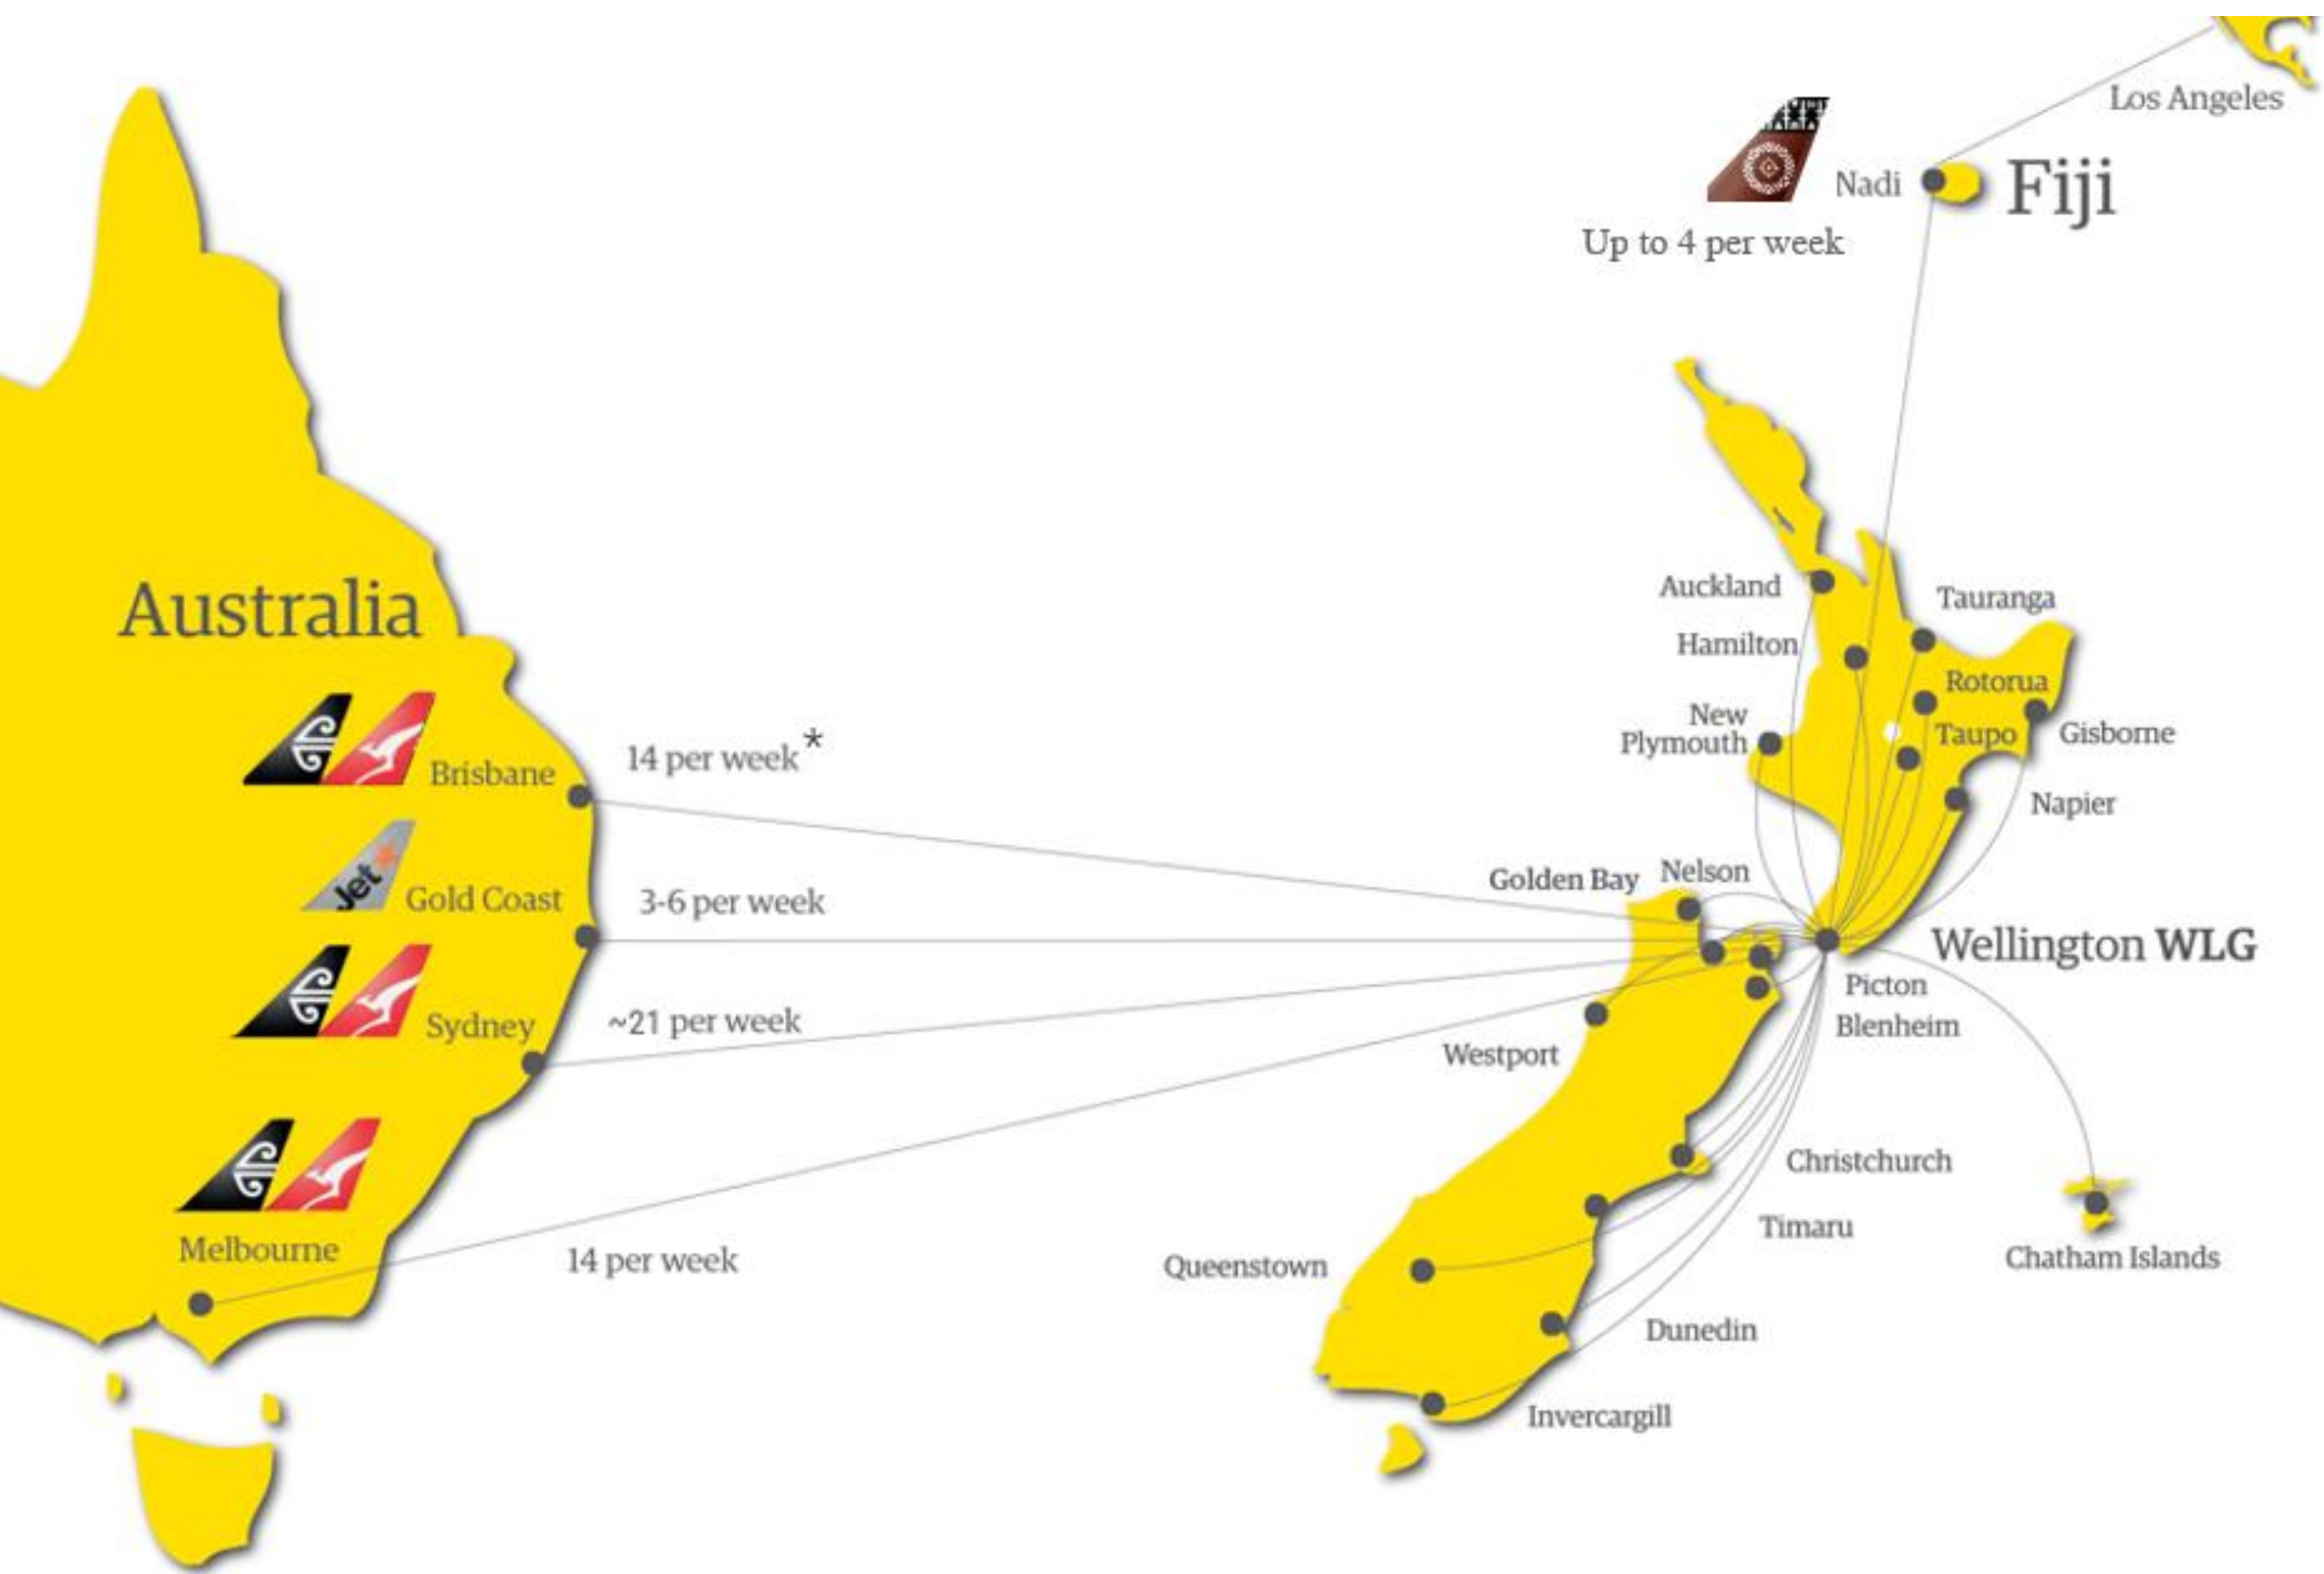 Los Angeles
Nadi
Fiji
Up to 4 per week
Australia
Auckland
Tauranga
Hamilton
Rotorua
New
Plymouth
Taupo
Gisborne
14 per week*
Brisbane
Napier
Jet
Gold Coast
3-6 per week
Golden Bay
Nelson
Wellington WLG
Sydney
~21 per week
Picton
Blenheim
Westport
Christchurch
Timaru
Melbourne
14 per week
Queenstown
Chatham Islands
Dunedin
Invercargill